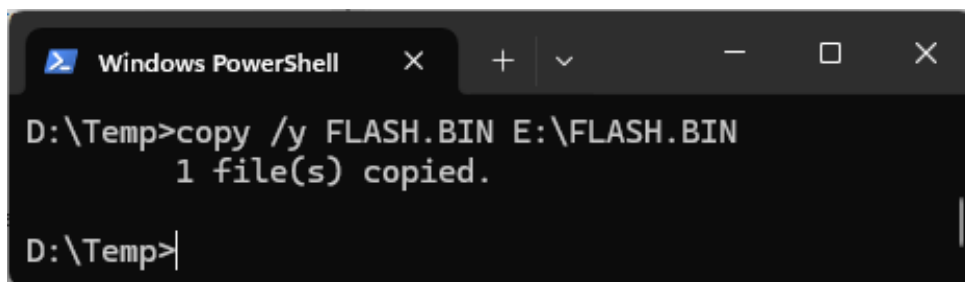 Windows PowerShell
D:\Temp>copy /y FLASH.BIN E:\FLASH.BIN
1 file(s) copied.
D:\Temp>